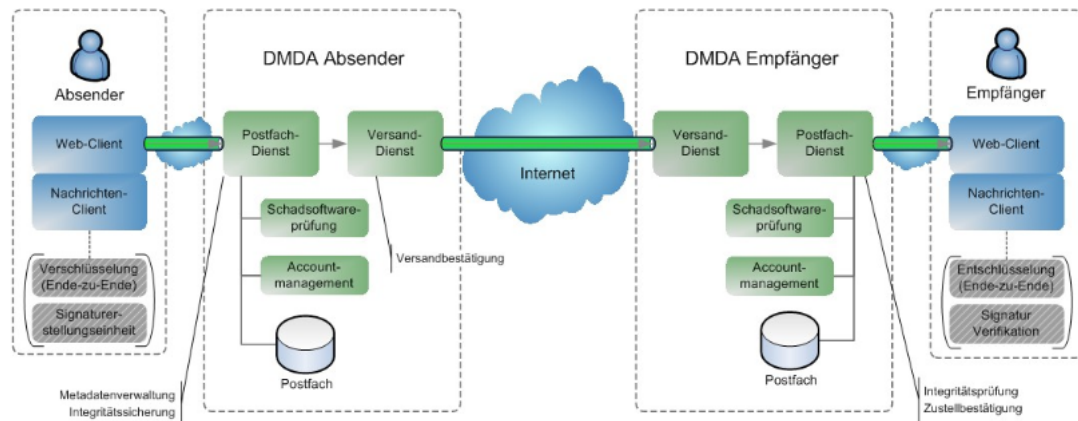 Absender
Web-Client
Nachrichten-
Client
Verschlüsselung
(Ende-zu-Ende)
Signaturer-
stellungseinheit
DMDA Absender
Postfach-
Dienst
Versand-
Dienst
Schadsoftware-
prüfung
Account-
management
Postfach
Versandbestätigung
Metadatenverwaltung
Integritätssicherung
Internet
DMDA Empfänger
Versand-
Dienst
Postfach-
Dienst
Schadsoftware-
prüfung
Account-
management
Postfach
Integritätsprüfung
Zustellbestätigung
Empfänger
Web-Client
Nachrichten-
Client
Entschlüsselung
(Ende-zu-Ende)
Signatur
Verifikation